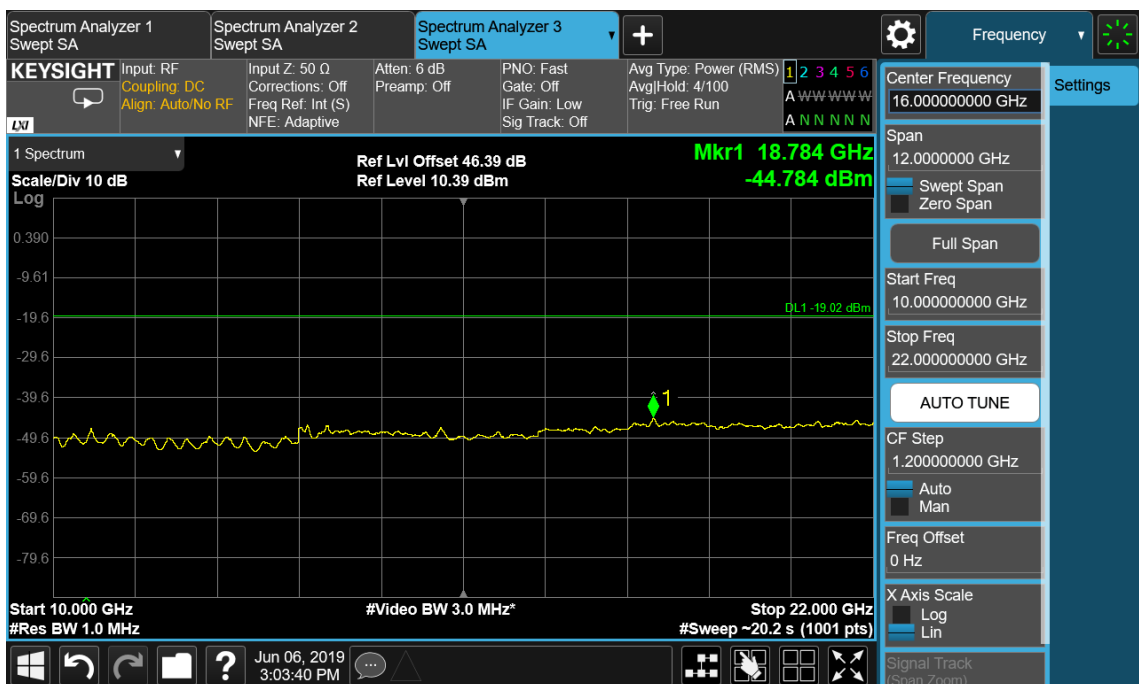 Spectrum Analyzer 1
Swept SA
Spectrum Analyzer 2
Swept SA
Spectrum Analyzer 3
Swept SA
Frequency
KEYSIGHT
LXI
Input: RF
Coupling: DC
Align: Auto/No RF
Input Z: 50 Ω
Corrections: Off
Freq Ref: Int (S)
NFE: Adaptive
Atten: 6 dB
Preamp: Off
PNO: Fast
Gate: Off
IF Gain: Low
Sig Track: Off
Avg Type: Power (RMS)
Avg|Hold: 4/100
Trig: Free Run
1 2 3 4 5 6
A W W W W W
A N N N N N
1 Spectrum
Scale/Div 10 dB
Log
Ref Lvl Offset 46.39 dB
Ref Level 10.39 dBm
Mkr1 18.784 GHz
-44.784 dBm
0.390
-9.61
-19.6
-29.6
-39.6
-49.6
-59.6
-69.6
-79.6
DL1 -19.02 dBm
1
Start 10.000 GHz
#Res BW 1.0 MHz
#Video BW 3.0 MHz*
Stop 22.000 GHz
#Sweep ~20.2 s (1001 pts)
Center Frequency
16.000000000 GHz
Span
12.0000000 GHz
Swept Span
Zero Span
Full Span
Start Freq
10.000000000 GHz
Stop Freq
22.000000000 GHz
AUTO TUNE
CF Step
1.200000000 GHz
Auto
Man
Freq Offset
0 Hz
X Axis Scale
Log
Lin
Signal Track
(Span Zoom)
Settings
?
Jun 06, 2019
3:03:40 PM